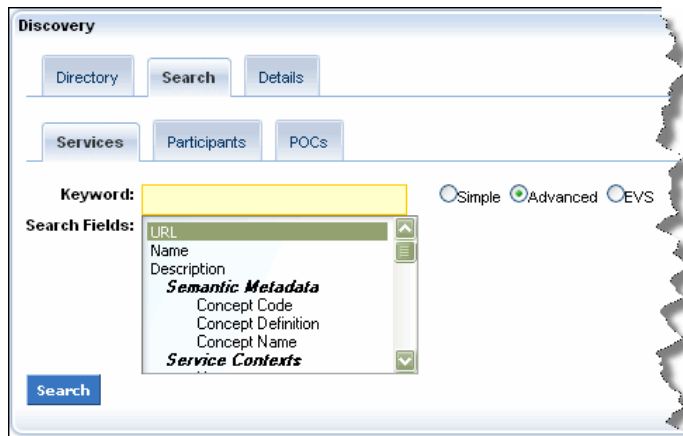 Discovery
Directory Search Details
Services Participants POCs
Keyword: Simple Advanced EVS
Search Fields: URL
Name
Description
Semantic Metadata
Concept Code
Concept Definition
Concept Name
Service Contexts
Search